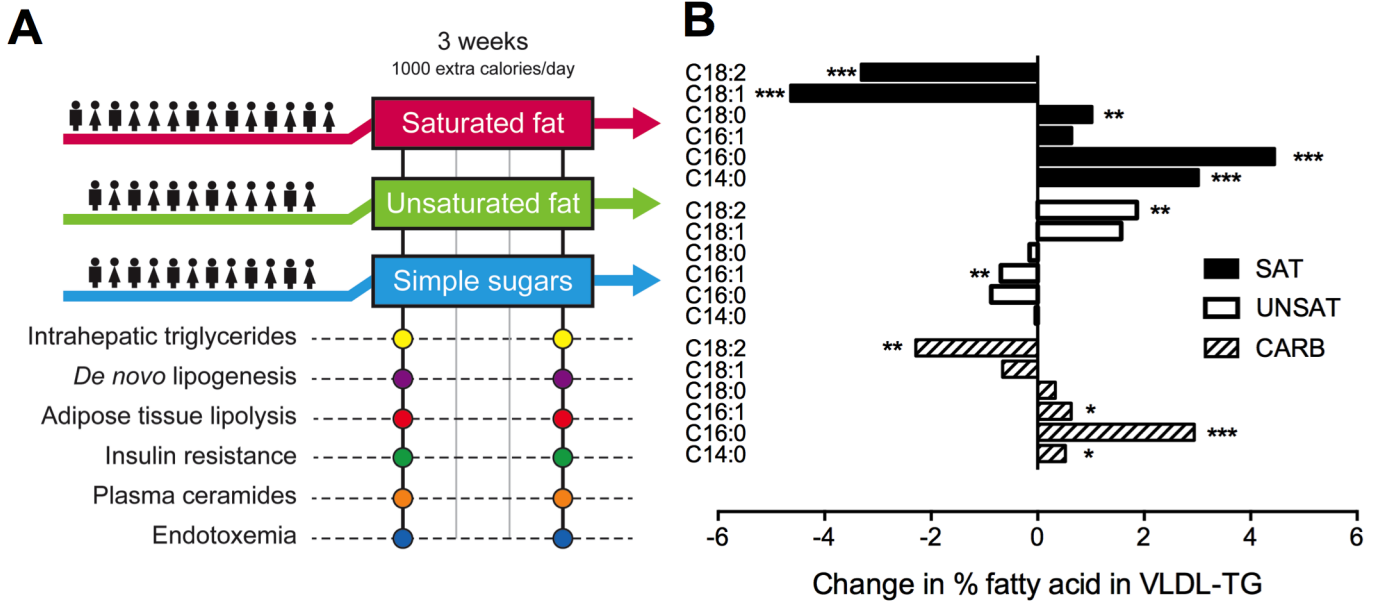 A
3 weeks
1000 extra calories/day
Saturated fat
Unsaturated fat
Simple sugars
Intrahepatic triglycerides
De novo lipogenesis
Adipose tissue lipolysis
Insulin resistance
Plasma ceramides
Endotoxemia
B
C18:2 ***
C18:1 ***
C18:0 **
C16:1
C16:0 ***
C14:0 ***
C18:2 **
C18:1
C18:0
C16:1 **
C16:0
C14:0
C18:2 **
C18:1
C18:0
C16:1 *
C16:0 ***
C14:0 *
SAT
UNSAT
CARB
-6 -4 -2 0 2 4 6
Change in % fatty acid in VLDL-TG